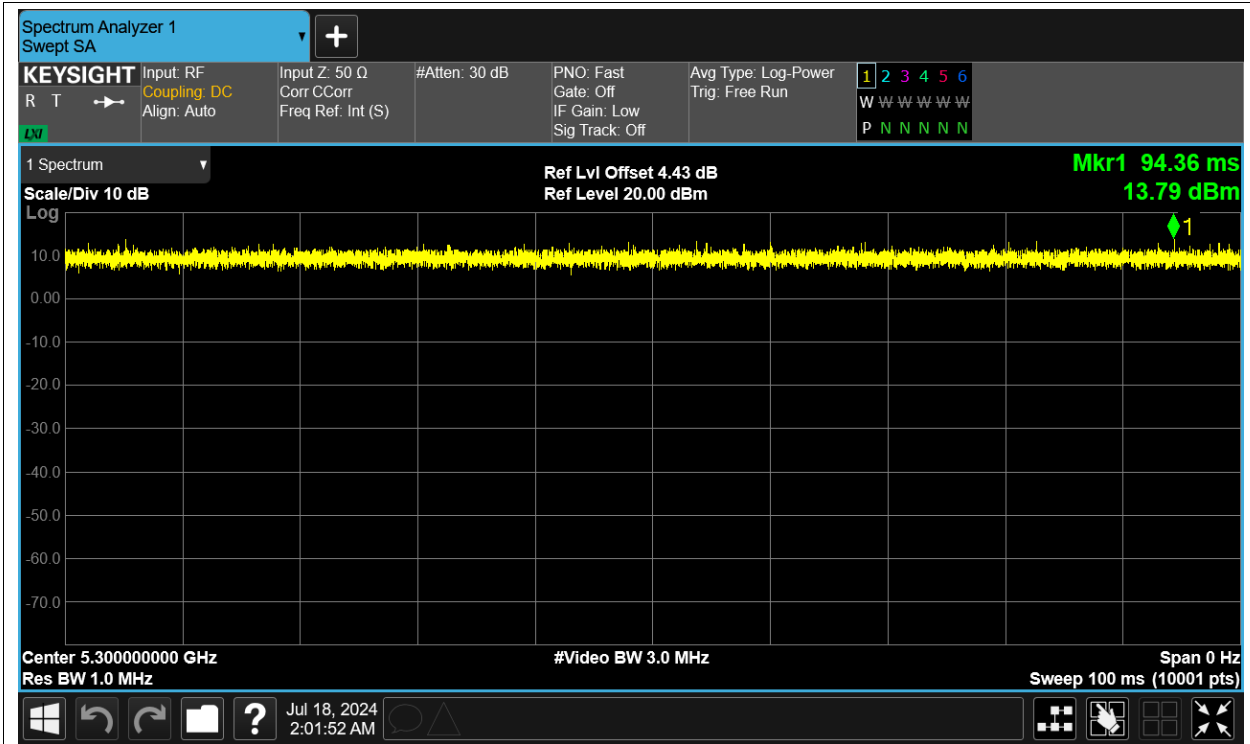 Spectrum Analyzer 1
Swept SA
KEYSIGHT
R T
LXI
Input: RF
Coupling: DC
Align: Auto
Input Z: 50 Ω
Corr CCorr
Freq Ref: Int (S)
#Atten: 30 dB
PNO: Fast
Gate: Off
IF Gain: Low
Sig Track: Off
Avg Type: Log-Power
Trig: Free Run
1 2 3 4 5 6
W W W W W W
P N N N N N
1 Spectrum
Scale/Div 10 dB
Log
Ref Lvl Offset 4.43 dB
Ref Level 20.00 dBm
Mkr1 94.36 ms
13.79 dBm
1
10.0
0.00
-10.0
-20.0
-30.0
-40.0
-50.0
-60.0
-70.0
Center 5.300000000 GHz
Res BW 1.0 MHz
#Video BW 3.0 MHz
Span 0 Hz
Sweep 100 ms (10001 pts)
?
Jul 18, 2024
2:01:52 AM